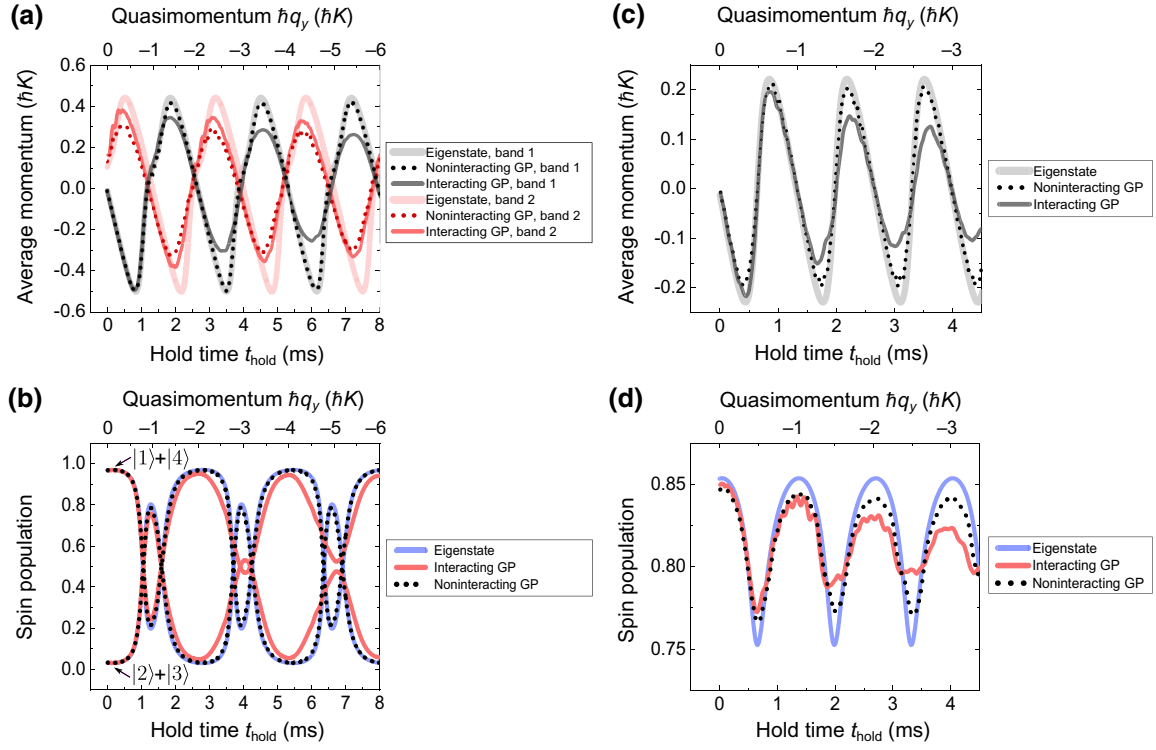 (a)
Quasimomentum ħq_y (ħK)
0 –1 –2 –3 –4 –5 –6
Average momentum (ħK)
0.6
0.4
0.2
0.0
-0.2
-0.4
-0.6
0 1 2 3 4 5 6 7 8
Hold time t_hold (ms)
Eigenstate, band 1
Noninteracting GP, band 1
Interacting GP, band 1
Eigenstate, band 2
Noninteracting GP, band 2
Interacting GP, band 2
(c)
Quasimomentum ħq_y (ħK)
0 –1 –2 –3
Average momentum (ħK)
0.2
0.1
0.0
-0.1
-0.2
0 1 2 3 4
Hold time t_hold (ms)
Eigenstate
Noninteracting GP
Interacting GP
(b)
Quasimomentum ħq_y (ħK)
0 –1 –2 –3 –4 –5 –6
Spin population
1.0
0.8
0.6
0.4
0.2
0.0
|1⟩+|4⟩
|2⟩+|3⟩
0 1 2 3 4 5 6 7 8
Hold time t_hold (ms)
Eigenstate
Interacting GP
Noninteracting GP
(d)
Quasimomentum ħq_y (ħK)
0 –1 –2 –3
Spin population
0.85
0.80
0.75
0 1 2 3 4
Hold time t_hold (ms)
Eigenstate
Interacting GP
Noninteracting GP